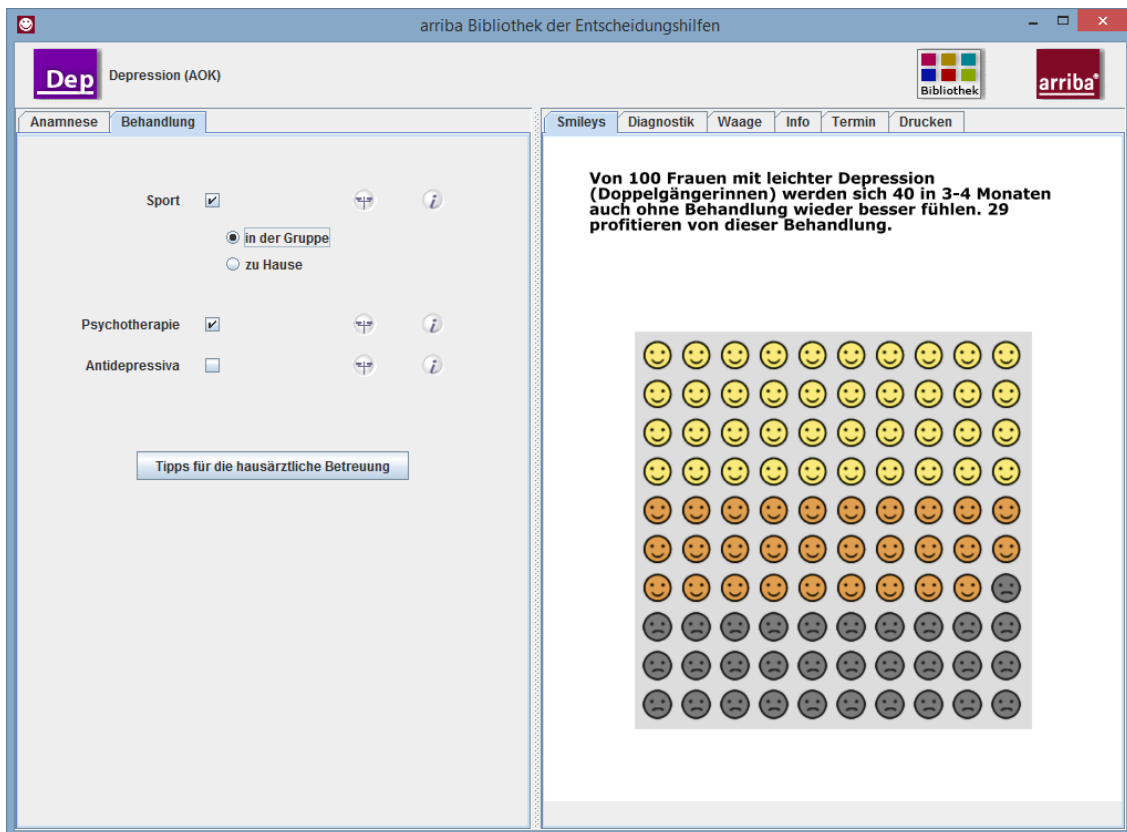 arriba Bibliothek der Entscheidungshilfen
Dep
Depression (AOK)
Bibliothek
arriba®
Anamnese
Behandlung
Sport
in der Gruppe
zu Hause
Psychotherapie
Antidepressiva
Tipps für die hausärztliche Betreuung
Smileys
Diagnostik
Waage
Info
Termin
Drucken
Von 100 Frauen mit leichter Depression
(Doppelgängerinnen) werden sich 40 in 3-4 Monaten
auch ohne Behandlung wieder besser fühlen. 29
profitieren von dieser Behandlung.